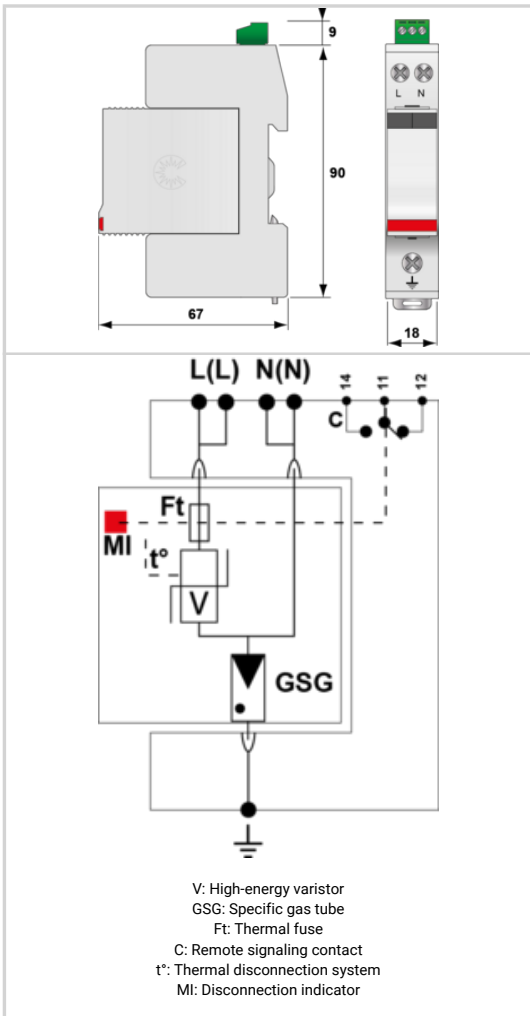 9
L N
90
67
18
L(L) N(N)
14
11
12
C
Ft
MI
t°
V
GSG
V: High-energy varistor
GSG: Specific gas tube
Ft: Thermal fuse
C: Remote signaling contact
t°: Thermal disconnection system
MI: Disconnection indicator